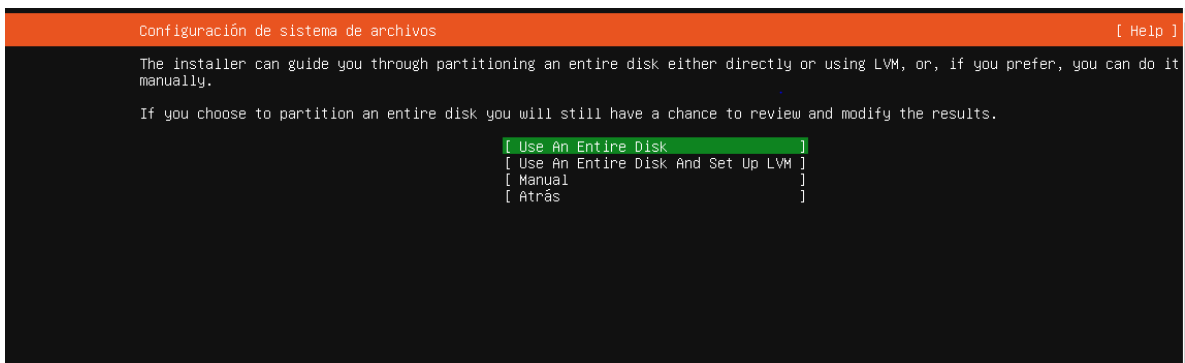 Configuración de sistema de archivos [ Help ]
The installer can guide you through partitioning an entire disk either directly or using LVM, or, if you prefer, you can do it
manually.
If you choose to partition an entire disk you will still have a chance to review and modify the results.
[ Use An Entire Disk ]
[ Use An Entire Disk And Set Up LVM ]
[ Manual ]
[ Atrás ]